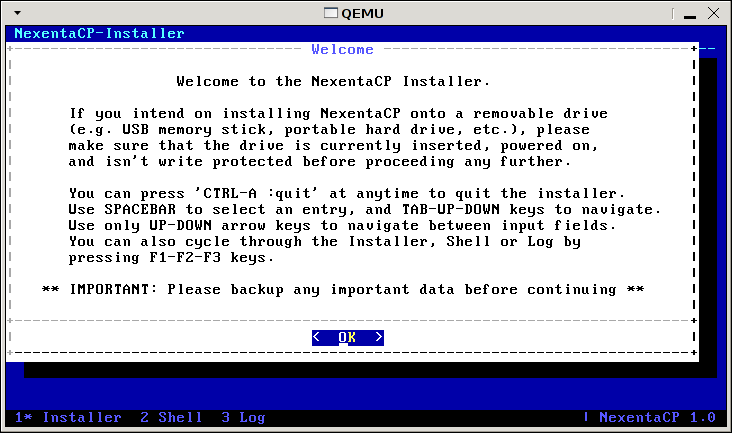 QEMU
NexentaCP-Installer
Welcome
Welcome to the NexentaCP Installer.
If you intend on installing NexentaCP onto a removable drive
(e.g. USB memory stick, portable hard drive, etc.), please
make sure that the drive is currently inserted, powered on,
and isn't write protected before proceeding any further.
You can press 'CTRL-A :quit' at anytime to quit the installer.
Use SPACEBAR to select an entry, and TAB-UP-DOWN keys to navigate.
Use only UP-DOWN arrow keys to navigate between input fields.
You can also cycle through the Installer, Shell or Log by
pressing F1-F2-F3 keys.
** IMPORTANT: Please backup any important data before continuing **
< OK >
1* Installer 2 Shell 3 Log | NexentaCP 1.0